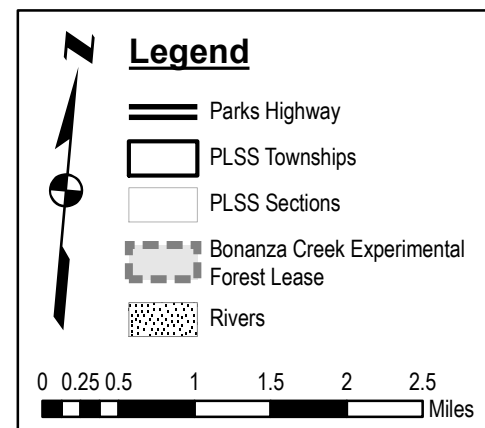 N
Legend
Parks Highway
PLSS Townships
PLSS Sections
Bonanza Creek Experimental
Forest Lease
Rivers
0 0.25 0.5 1 1.5 2 2.5
Miles